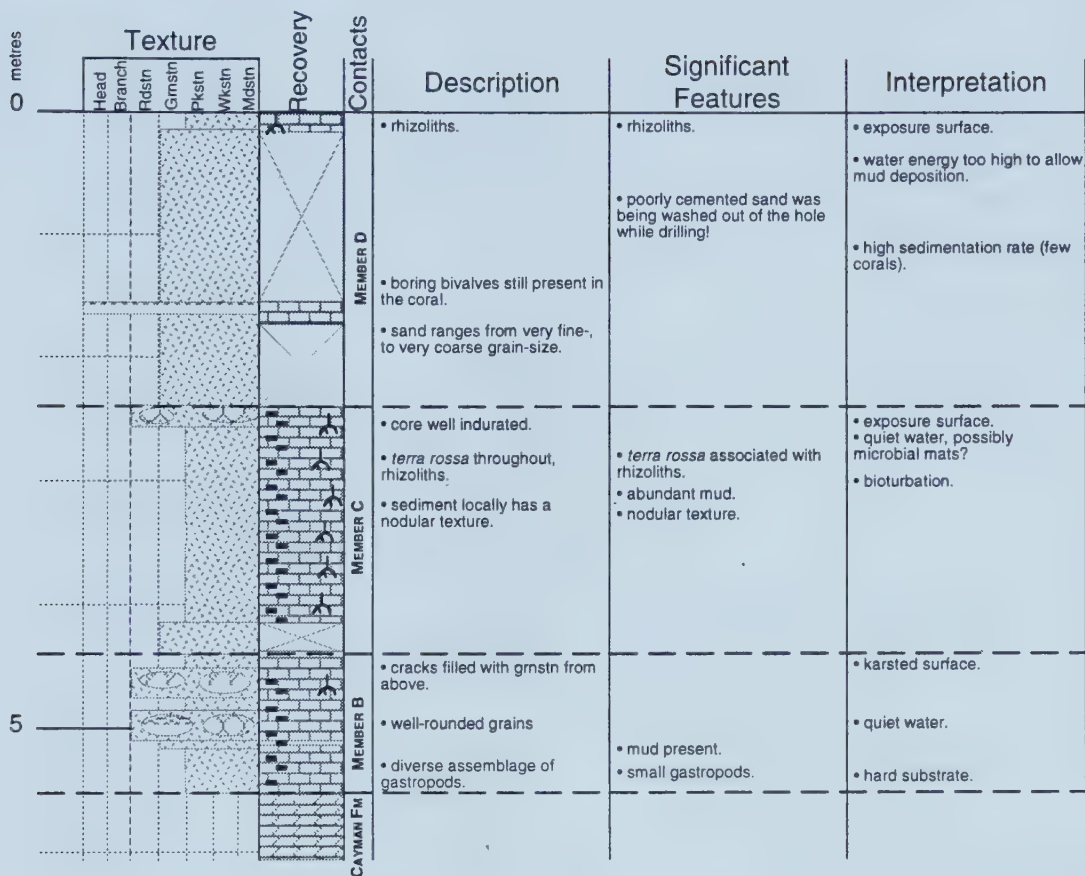 metres
0
5
Texture
Head
Branch
Rdstn
Grnstn
Pkstn
Wkstn
Mdstn
Recovery
Contacts
Description
Significant
Features
Interpretation
MEMBER D
• rhizoliths.
• boring bivalves still present in
the coral.
• sand ranges from very fine-,
to very coarse grain-size.
• rhizoliths.
• poorly cemented sand was
being washed out of the hole
while drilling!
• exposure surface.
• water energy too high to allow
mud deposition.
• high sedimentation rate (few
corals).
MEMBER C
• core well indurated.
• terra rossa throughout,
rhizoliths.
• sediment locally has a
nodular texture.
• terra rossa associated with
rhizoliths.
• abundant mud.
• nodular texture.
• exposure surface.
• quiet water, possibly
microbial mats?
• bioturbation.
MEMBER B
• cracks filled with grnstn from
above.
• well-rounded grains
• diverse assemblage of
gastropods.
• mud present.
• small gastropods.
• karsted surface.
• quiet water.
• hard substrate.
CAYMAN FM